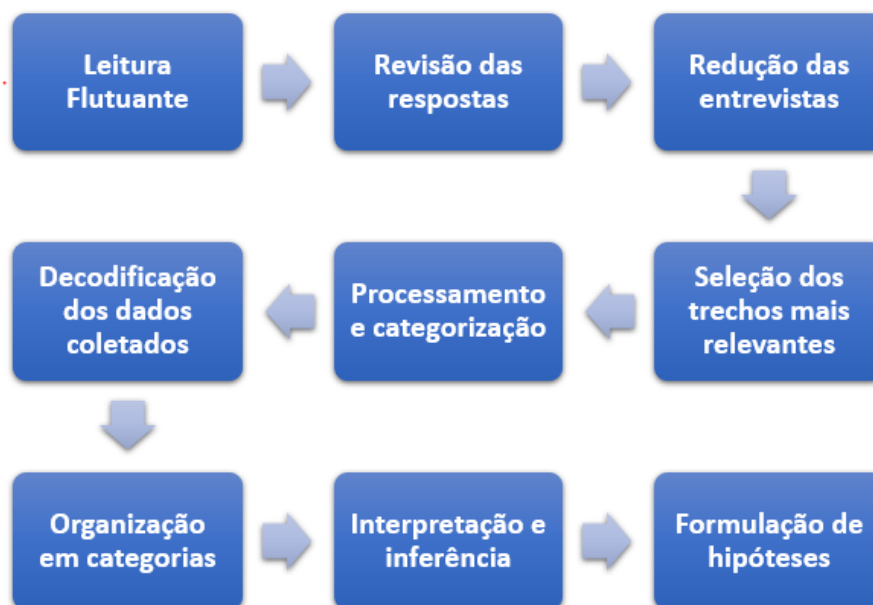 Leitura
Flutuante
Revisão das
respostas
Redução das
entrevistas
Seleção dos
trechos mais
relevantes
Processamento
e categorização
Decodificação
dos dados
coletados
Organização
em categorias
Interpretação e
inferência
Formulação de
hipóteses